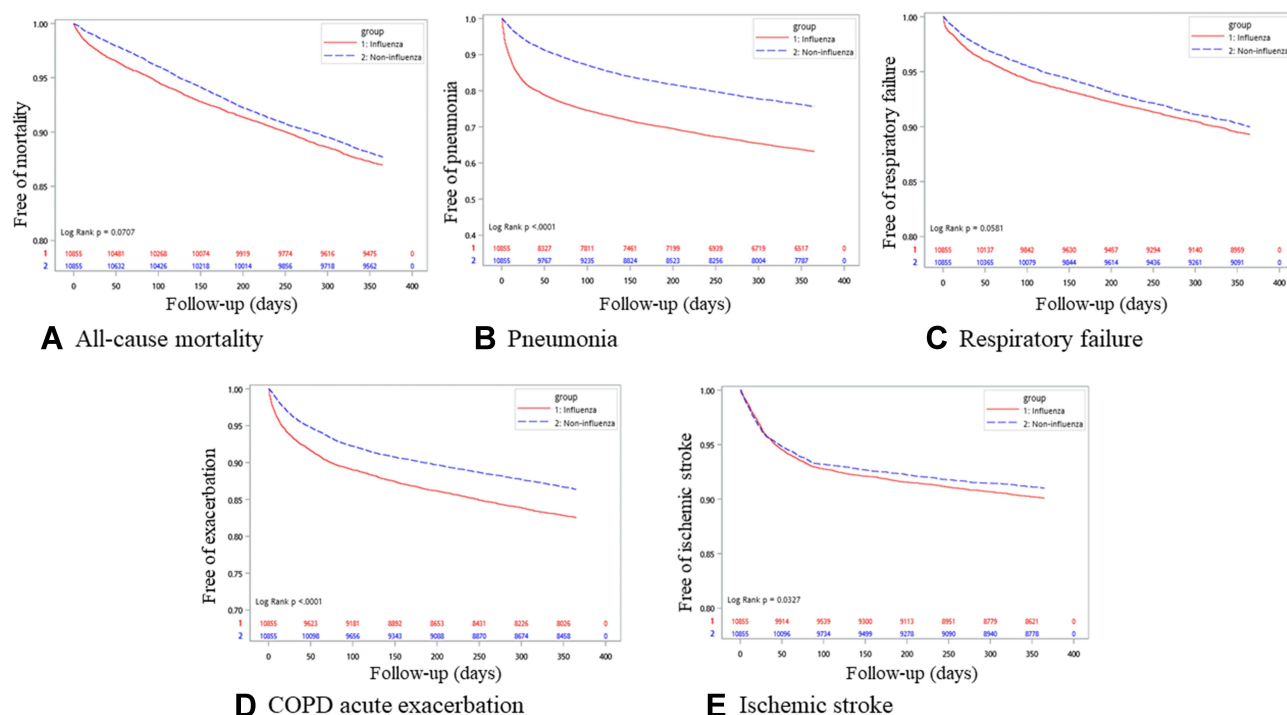 1.00
0.95
0.90
0.85
0.80
Free of mortality
group
1: Influenza
2: Non-influenza
Log Rank p = 0.0707
1 10855 10481 10268 10074 9919 9774 9616 9475 0
2 10855 10632 10426 10218 10014 9856 9718 9562 0
0 50 100 150 200 250 300 350 400
Follow-up (days)
A All-cause mortality
1.0
0.9
0.8
0.7
0.6
0.5
0.4
Free of pneumonia
group
1: Influenza
2: Non-influenza
Log Rank p <.0001
1 10855 8327 7811 7461 7199 6939 6719 6517 0
2 10855 9767 9235 8824 8523 8256 8004 7787 0
0 50 100 150 200 250 300 350 400
Follow-up (days)
B Pneumonia
1.00
0.95
0.90
0.85
0.80
Free of respiratory failure
group
1: Influenza
2: Non-influenza
Log Rank p = 0.0581
1 10855 10137 9842 9630 9457 9294 9140 8959 0
2 10855 10365 10079 9844 9614 9436 9261 9091 0
0 50 100 150 200 250 300 350 400
Follow-up (days)
C Respiratory failure
1.00
0.95
0.90
0.85
0.80
0.75
0.70
Free of exacerbation
group
1: Influenza
2: Non-influenza
Log Rank p <.0001
1 10855 9623 9181 8892 8653 8431 8226 8026 0
2 10855 10098 9656 9343 9088 8870 8674 8458 0
0 50 100 150 200 250 300 350 400
Follow-up (days)
D COPD acute exacerbation
1.00
0.95
0.90
0.85
0.80
Free of ischemic stroke
group
1: Influenza
2: Non-influenza
Log Rank p = 0.0327
1 10855 9914 9539 9300 9113 8951 8779 8621 0
2 10855 10096 9734 9499 9278 9090 8940 8778 0
0 50 100 150 200 250 300 350 400
Follow-up (days)
E Ischemic stroke